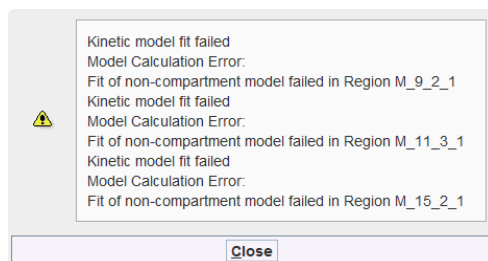 Kinetic model fit failed
Model Calculation Error:
Fit of non-compartment model failed in Region M_9_2_1
Kinetic model fit failed
Model Calculation Error:
Fit of non-compartment model failed in Region M_11_3_1
Kinetic model fit failed
Model Calculation Error:
Fit of non-compartment model failed in Region M_15_2_1
Close